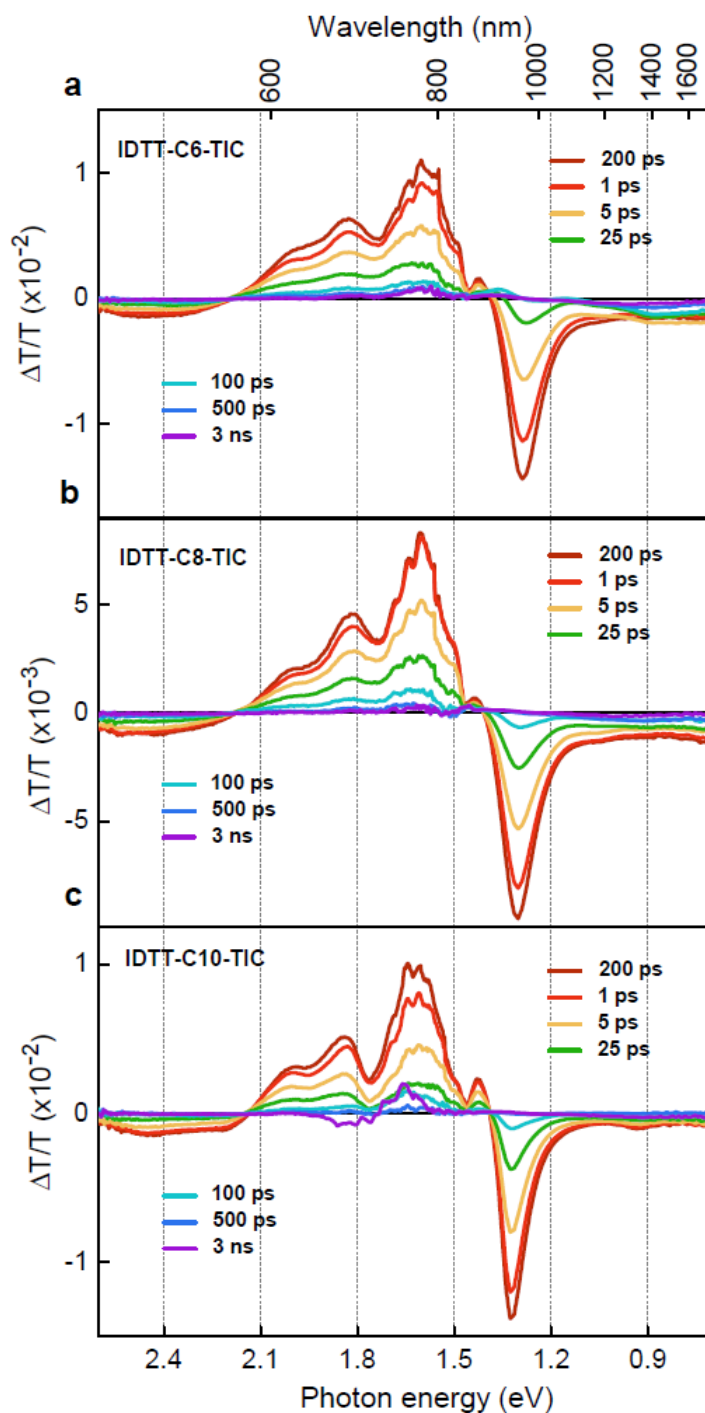 Wavelength (nm)
600 800 1000 1200 1400 1600
a
IDTT-C6-TIC
200 ps
1 ps
5 ps
25 ps
100 ps
500 ps
3 ns
1
0
-1
ΔT/T (x10⁻²)
b
IDTT-C8-TIC
200 ps
1 ps
5 ps
25 ps
100 ps
500 ps
3 ns
5
0
-5
ΔT/T (x10⁻³)
c
IDTT-C10-TIC
200 ps
1 ps
5 ps
25 ps
100 ps
500 ps
3 ns
1
0
-1
ΔT/T (x10⁻²)
2.4 2.1 1.8 1.5 1.2 0.9
Photon energy (eV)